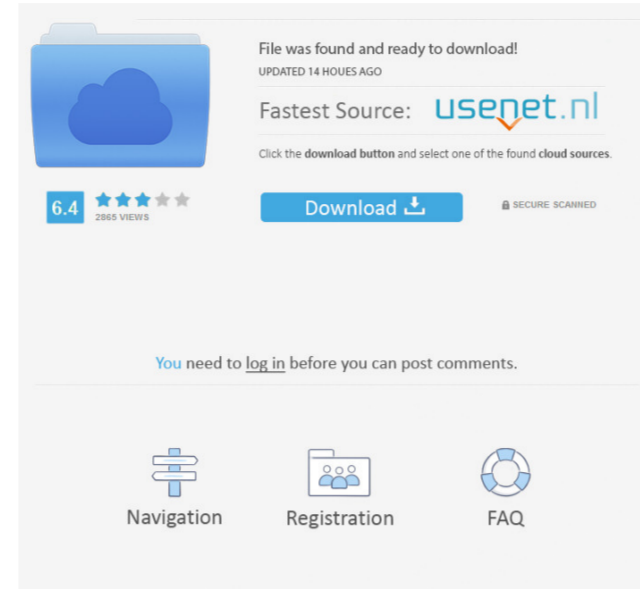 File was found and ready to download!
UPDATED 14 HOUES AGO
Fastest Source: usenet.nl
Click the download button and select one of the found cloud sources.
6.4
2865 VIEWS
Download
SECURE SCANNED
You need to log in before you can post comments.
Navigation
Registration
FAQ